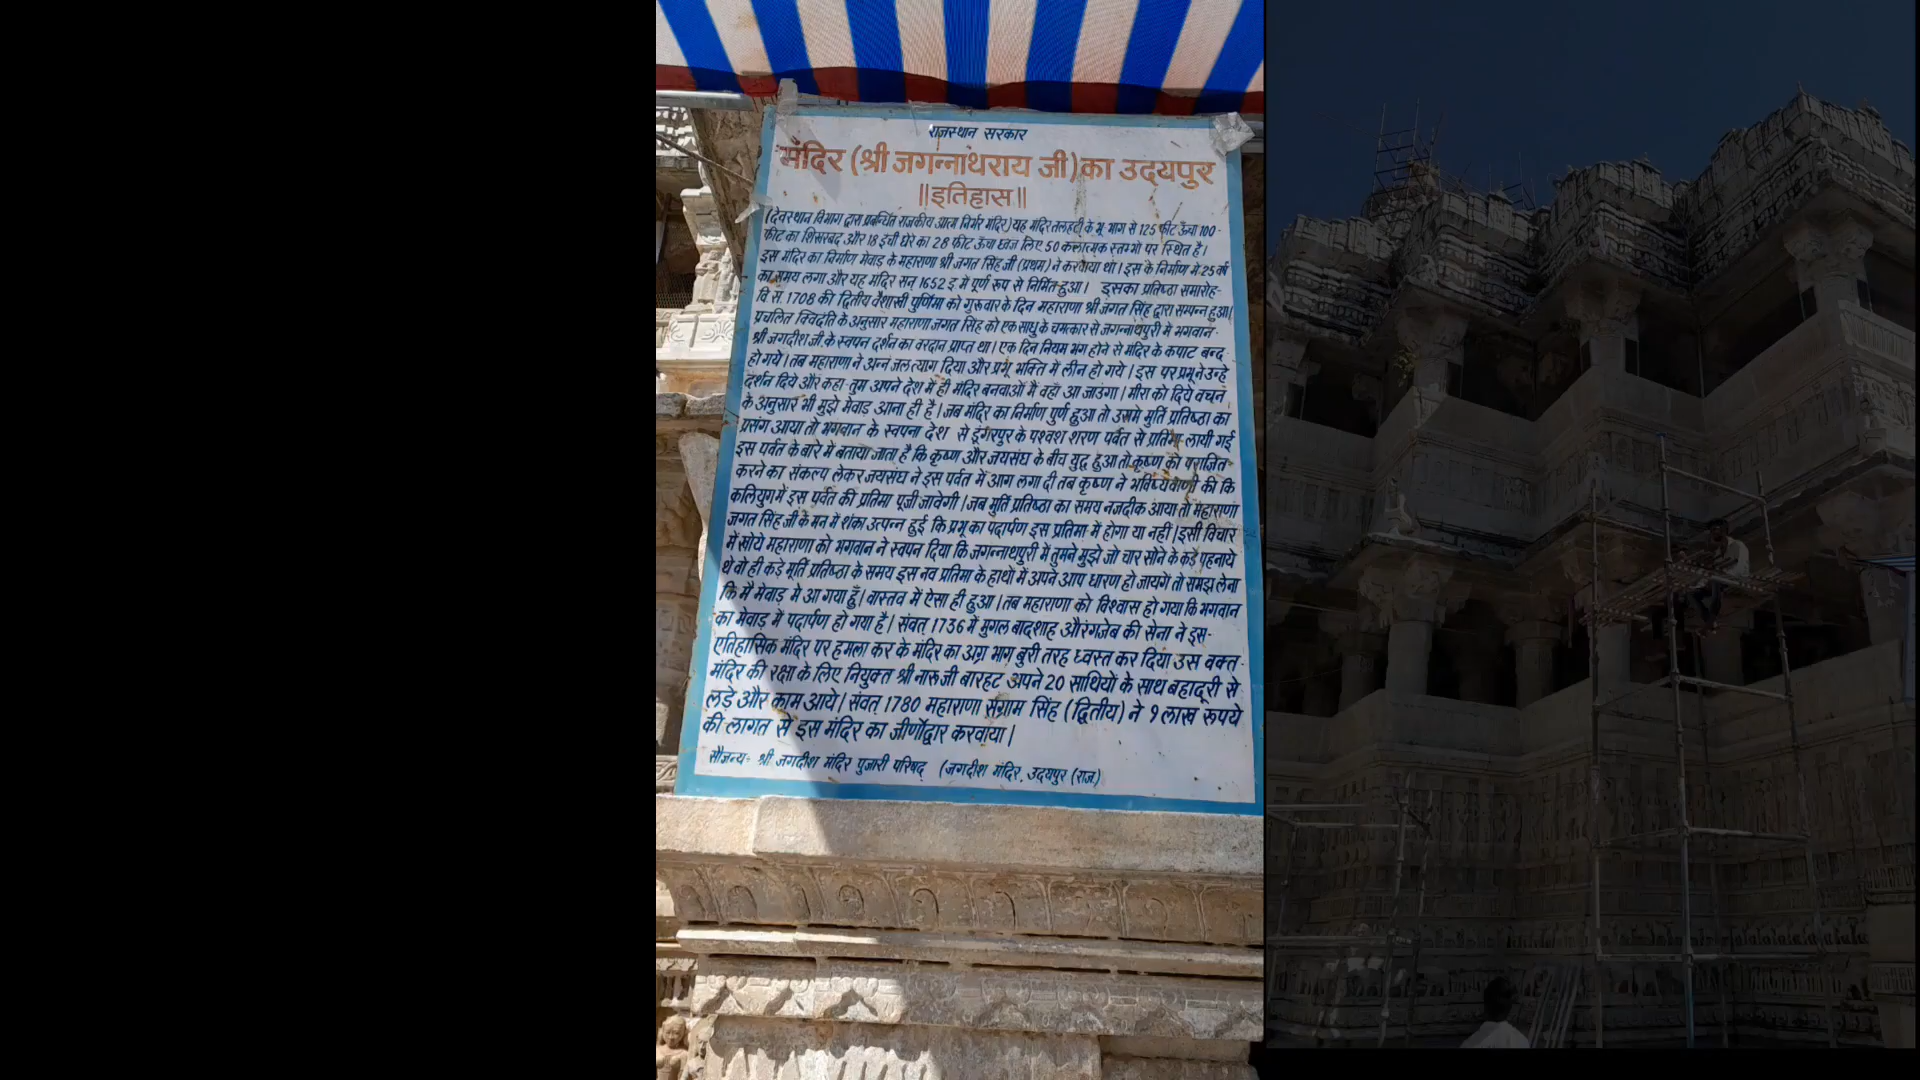 राजस्थान सरकार
मंदिर (श्री जगन्नाथराय जी) का उदयपुर
॥इतिहास॥
(देवस्थान विभाग द्वारा प्रबन्धित राजकीय आत्म निर्भर मंदिर) यह मंदिर तलहटी के भू भाग से 125 फीट ऊँचा 100-
फीट का शिखरबंद और 18 इंची घेरे का 28 फीट ऊंचा ध्वज लिए 50 कलात्मक स्तम्भो पर स्थित है।
इस मंदिर का निर्माण मेवाड़ के महाराणा श्री जगत सिंह जी (प्रथम) ने करवाया था। इस के निर्माण मे 25 वर्ष
का समय लगा और यह मंदिर सन् 1652 इ मे पूर्ण रूप से निर्मित हुआ। इसका प्रतिष्ठा समारोह-
वि स. 1708 की द्वितीय वैशाखी पुर्णिमा को गुरूवार के दिन महाराणा श्री जगत सिंह द्वारा सम्पन्न हुआ।
प्रचलित क्विदंति के अनुसार महाराणा जगत सिंह को एक साधु के चमत्कार से जगन्नाथपुरी मे भगवान-
श्री जगदीश जी के स्वपन दर्शन का वरदान प्राप्त था। एक दिन नियम भंग होने से मंदिर के कपाट बन्द-
हो गये। तब महाराणा ने अन्न जल त्याग दिया और प्रभू भक्ति में लीन हो गये। इस पर प्रभू ने उन्हे
दर्शन दिये और कहा-तुम अपने देश में ही मंदिर बनवाओं मैं वहाँ आ जाउंगा। मीरा को दिये वचन
के अनुसार भी मुझे मेवाड़ आना ही है। जब मंदिर का निर्माण पुर्ण हुआ तो उसमे मुर्ति प्रतिष्ठा का
प्रसंग आया तो भगवान के स्वपना देश से डूंगरपुर के पश्वश शरण पर्वत से प्रतिमा लायी गई
इस पर्वत के बारे में बताया जाता है कि कृष्ण और जयसंघ के बीच युद्ध हुआ तो कृष्ण को पराजित-
करने का संकल्प लेकर जयसंघ ने इस पर्वत में आग लगा दी तब कृष्ण ने भविष्यवाणी की कि
कलियुग में इस पर्वत की प्रतिमा पूजी जावेगी। जब मुर्ति प्रतिष्ठा का समय नजदीक आया तो महाराणा
जगत सिंह जी के मन में शंका उत्पन्न हुई कि प्रभू का पदार्पण इस प्रतिमा में होगा या नहीं। इसी विचार
में खोये महाराणा को भगवान ने स्वपन दिया कि जगन्नाथपुरी में तुमने मुझे जो चार सोने के कड़े पहनाये
थे वो ही कड़े मूर्ति प्रतिष्ठा के समय इस नव प्रतिमा के हाथो में अपने आप धारण हो जायगें तो समझ लेना
कि मै मेवाड़ मे आ गया हूँ। वास्तव में ऐसा ही हुआ। तब महाराणा को विश्वास हो गया कि भगवान
का मेवाड़ में पदार्पण हो गया है। संवत् 1736 में मुगल बादशाह औरंगजेब की सेना ने इस-
एतिहासिक मंदिर पर हमला कर के मंदिर का अग्र भाग बुरी तरह ध्वस्त कर दिया उस वक्त-
मंदिर की रक्षा के लिए नियुक्त श्री नारू जी बारहट अपने 20 साथियों के साथ बहादूरी से
लड़े और काम आये। संवत् 1780 महाराणा संग्राम सिंह (द्वितीय) ने १ लाख रूपये
की लागत से इस मंदिर का जीर्णोद्वार करवाया।
सौजन्य- श्री जगदीश मंदिर पुजारी परिषद् (जगदीश मंदिर, उदयपुर (राज.)